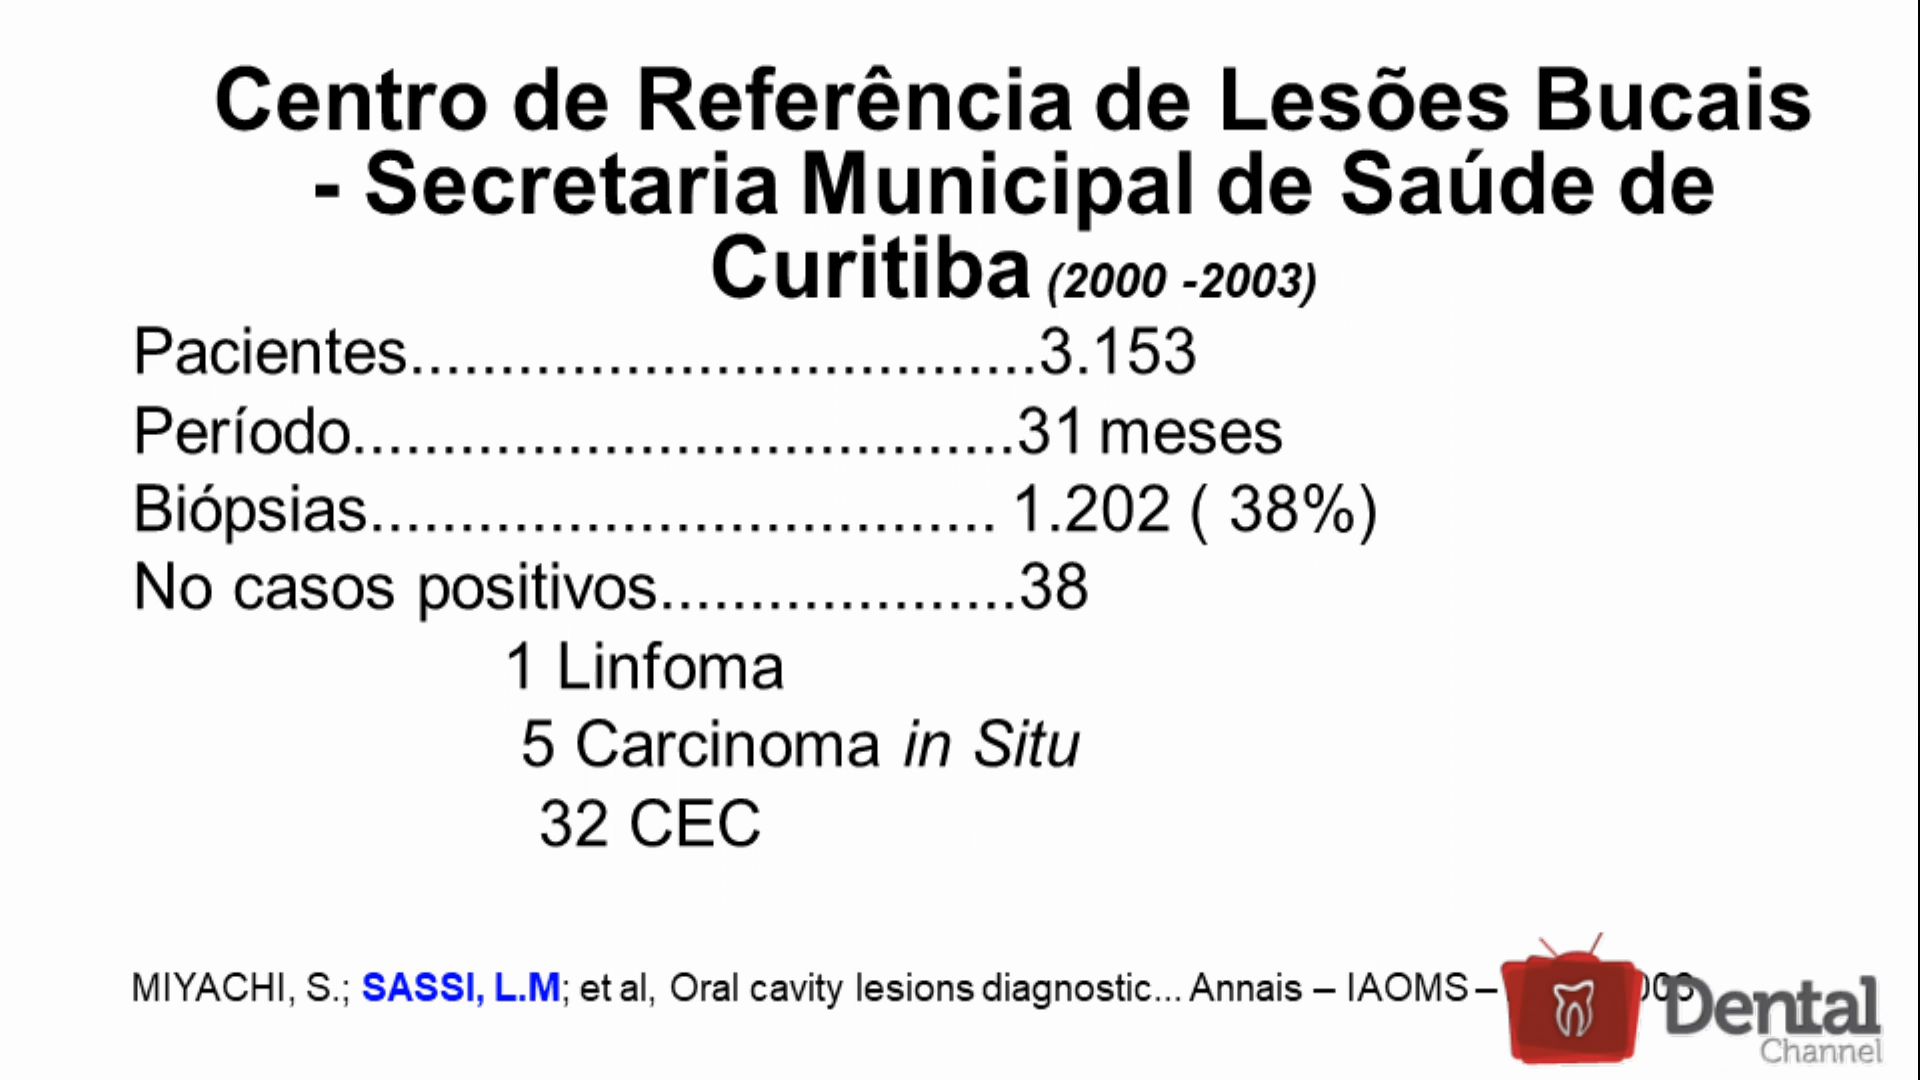 Centro de Referência de Lesões Bucais
- Secretaria Municipal de Saúde de
Curitiba (2000 -2003)
Pacientes...................................3.153
Período.....................................31 meses
Biópsias................................... 1.202 ( 38%)
No casos positivos....................38
1 Linfoma
5 Carcinoma in Situ
32 CEC
MIYACHI, S.; SASSI, L.M; et al, Oral cavity lesions diagnostic... Annais – IAOMS –
Dental
Channel